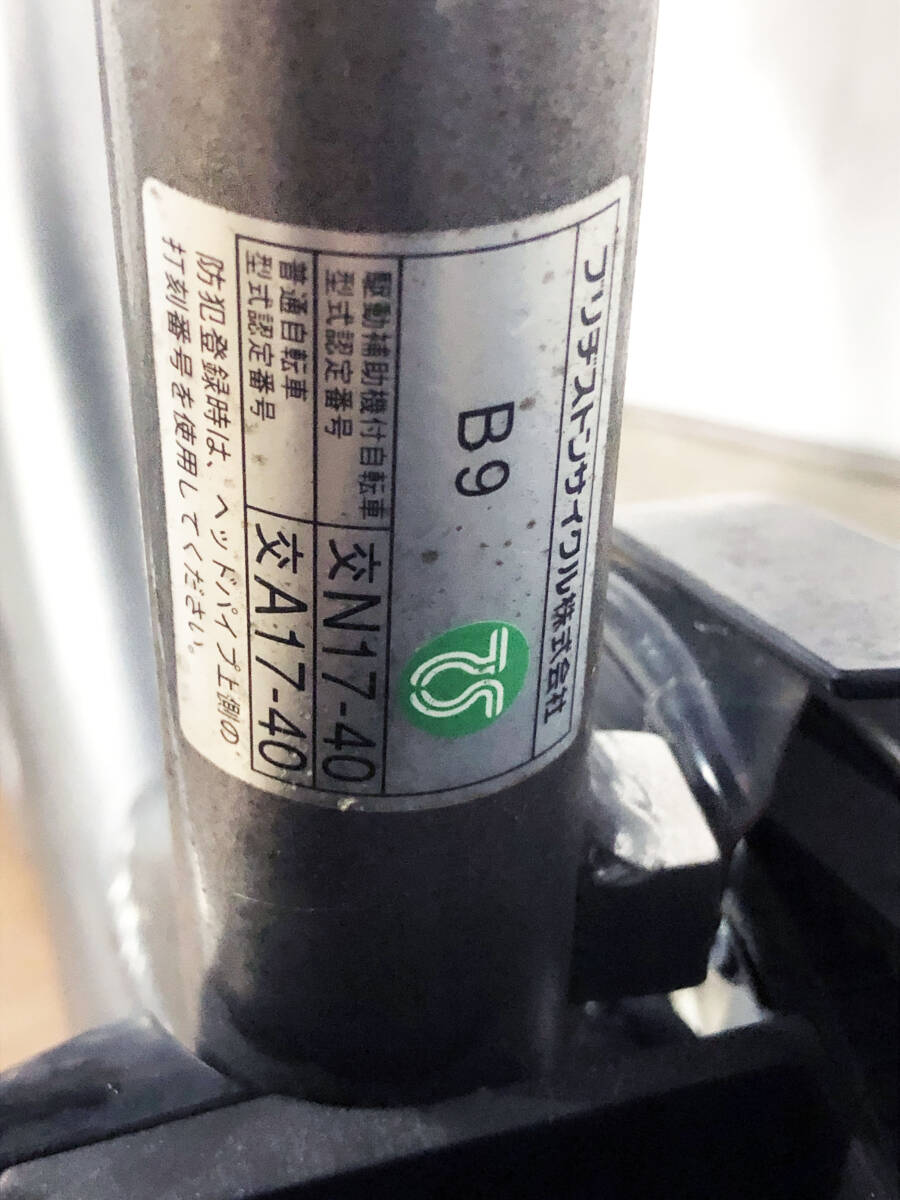 ブリヂストンサイクル株式会社
B9
TS
駆動補助機付自転車
型式認定番号
交N17-40
普通自転車
型式認定番号
交A17-40
防犯登録時は、ヘッドパイプ上側の
打刻番号を使用してください。